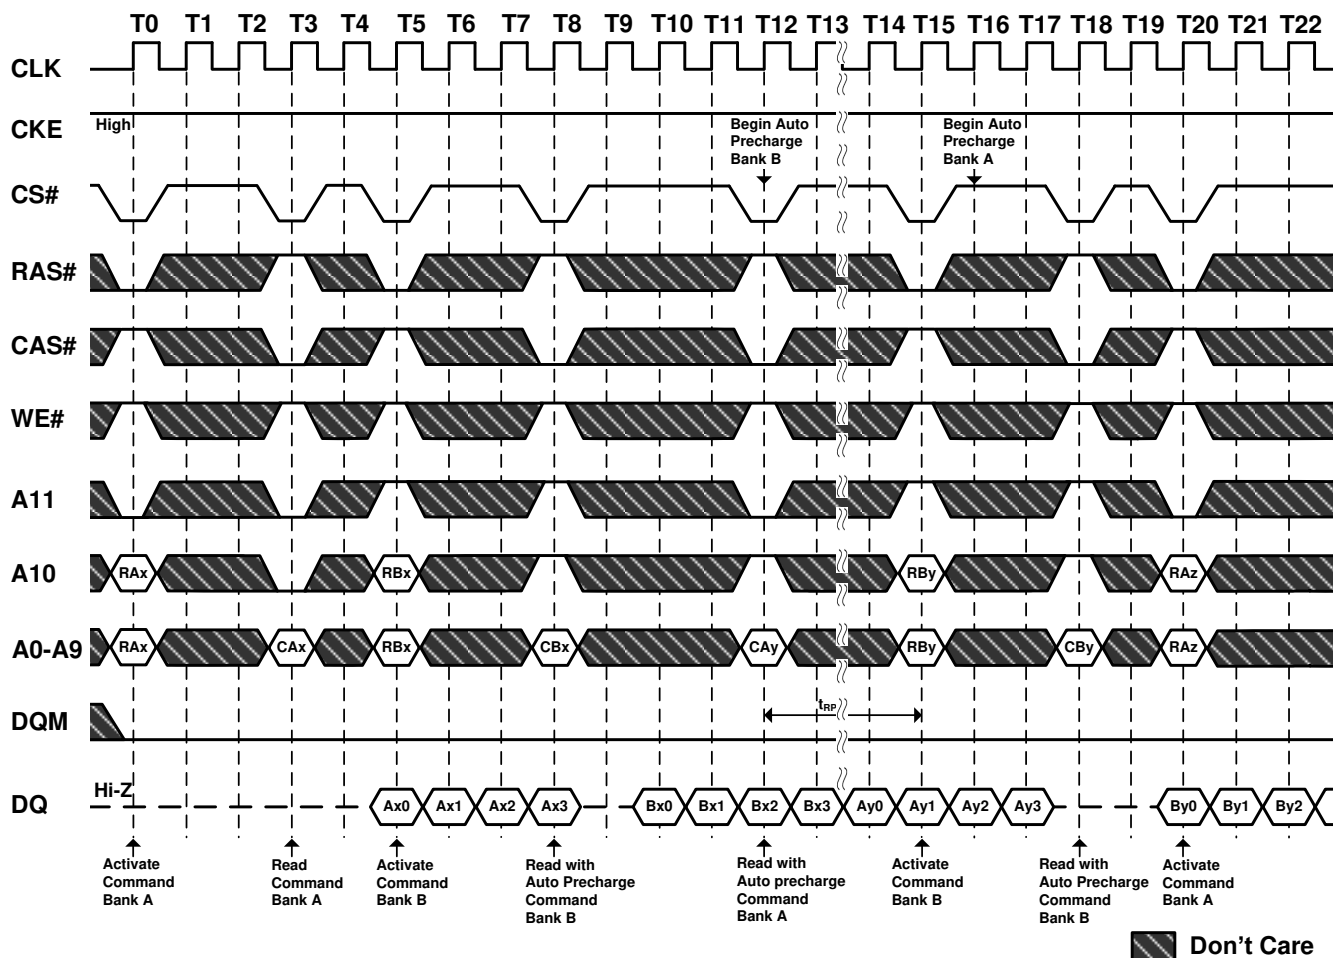 T0 T1 T2 T3 T4 T5 T6 T7 T8 T9 T10 T11 T12 T13 T14 T15 T16 T17 T18 T19 T20 T21 T22
CLK
CKE
High
Begin Auto
Precharge
Bank B
Begin Auto
Precharge
Bank A
CS#
RAS#
CAS#
WE#
A11
A10
RAx RBx RBy RAz
A0-A9
RAx CAx RBx CBx CAy RBy CBy RAz
DQM
tRP
DQ
Hi-Z
Ax0 Ax1 Ax2 Ax3 Bx0 Bx1 Bx2 Bx3 Ay0 Ay1 Ay2 Ay3 By0 By1 By2
Activate
Command
Bank A
Read
Command
Bank A
Activate
Command
Bank B
Read with
Auto Precharge
Command
Bank B
Read with
Auto precharge
Command
Bank A
Activate
Command
Bank B
Read with
Auto Precharge
Command
Bank B
Activate
Command
Bank A
Don't Care